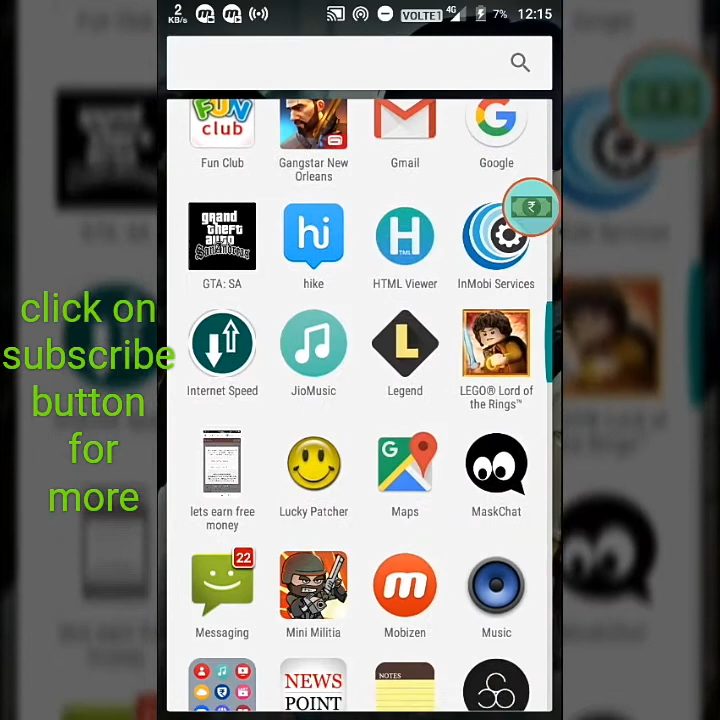 2
KB/s
VOLTE1 4G 7% 12:15
FUN
club
Fun Club
Gangstar New
Orleans
Gmail
Google
grand
theft
auto
SanAndreas
GTA: SA
hi
hike
H
TML
HTML Viewer
₹
InMobi Services
Internet Speed
JioMusic
L
Legend
LEGO® Lord of
the Rings™
lets earn free
money
Lucky Patcher
G
Maps
MaskChat
22
Messaging
Mini Militia
m
Mobizen
Music
NEWS
POINT
NOTES
click on
subscribe
button
for
more